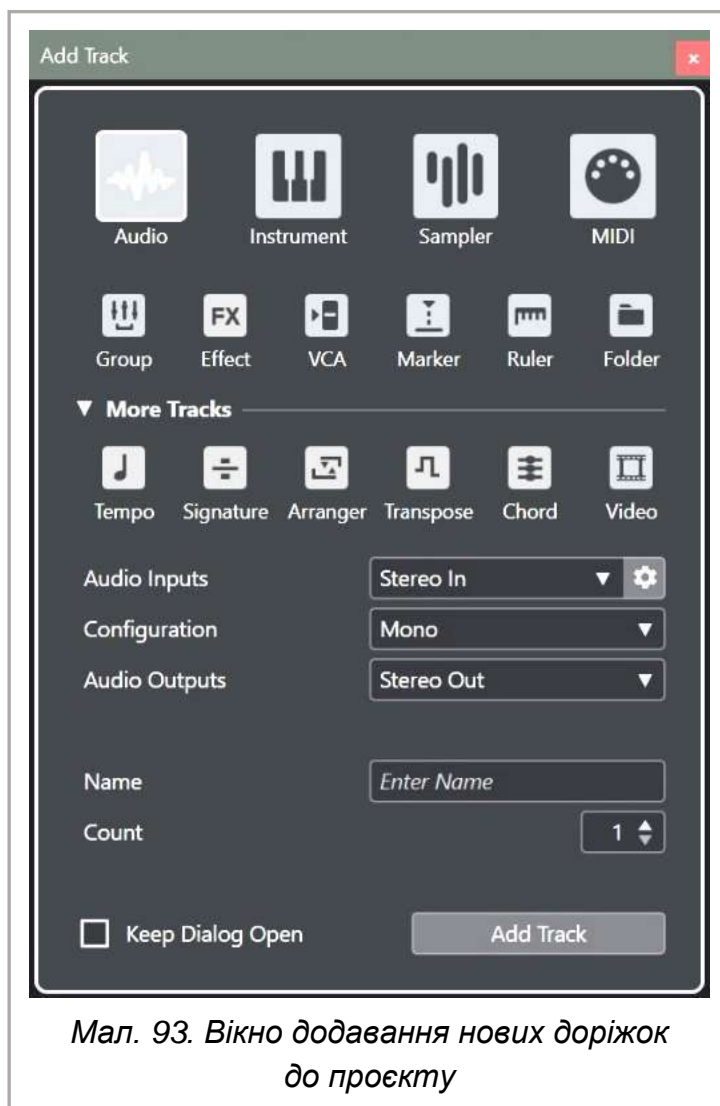 Add Track
Audio Instrument Sampler MIDI
FX
Group Effect VCA Marker Ruler Folder
More Tracks
Tempo Signature Arranger Transpose Chord Video
Audio Inputs Stereo In
Configuration Mono
Audio Outputs Stereo Out
Name Enter Name
Count 1
Keep Dialog Open Add Track
Мал. 93. Вікно додавання нових доріжок
до проєкту